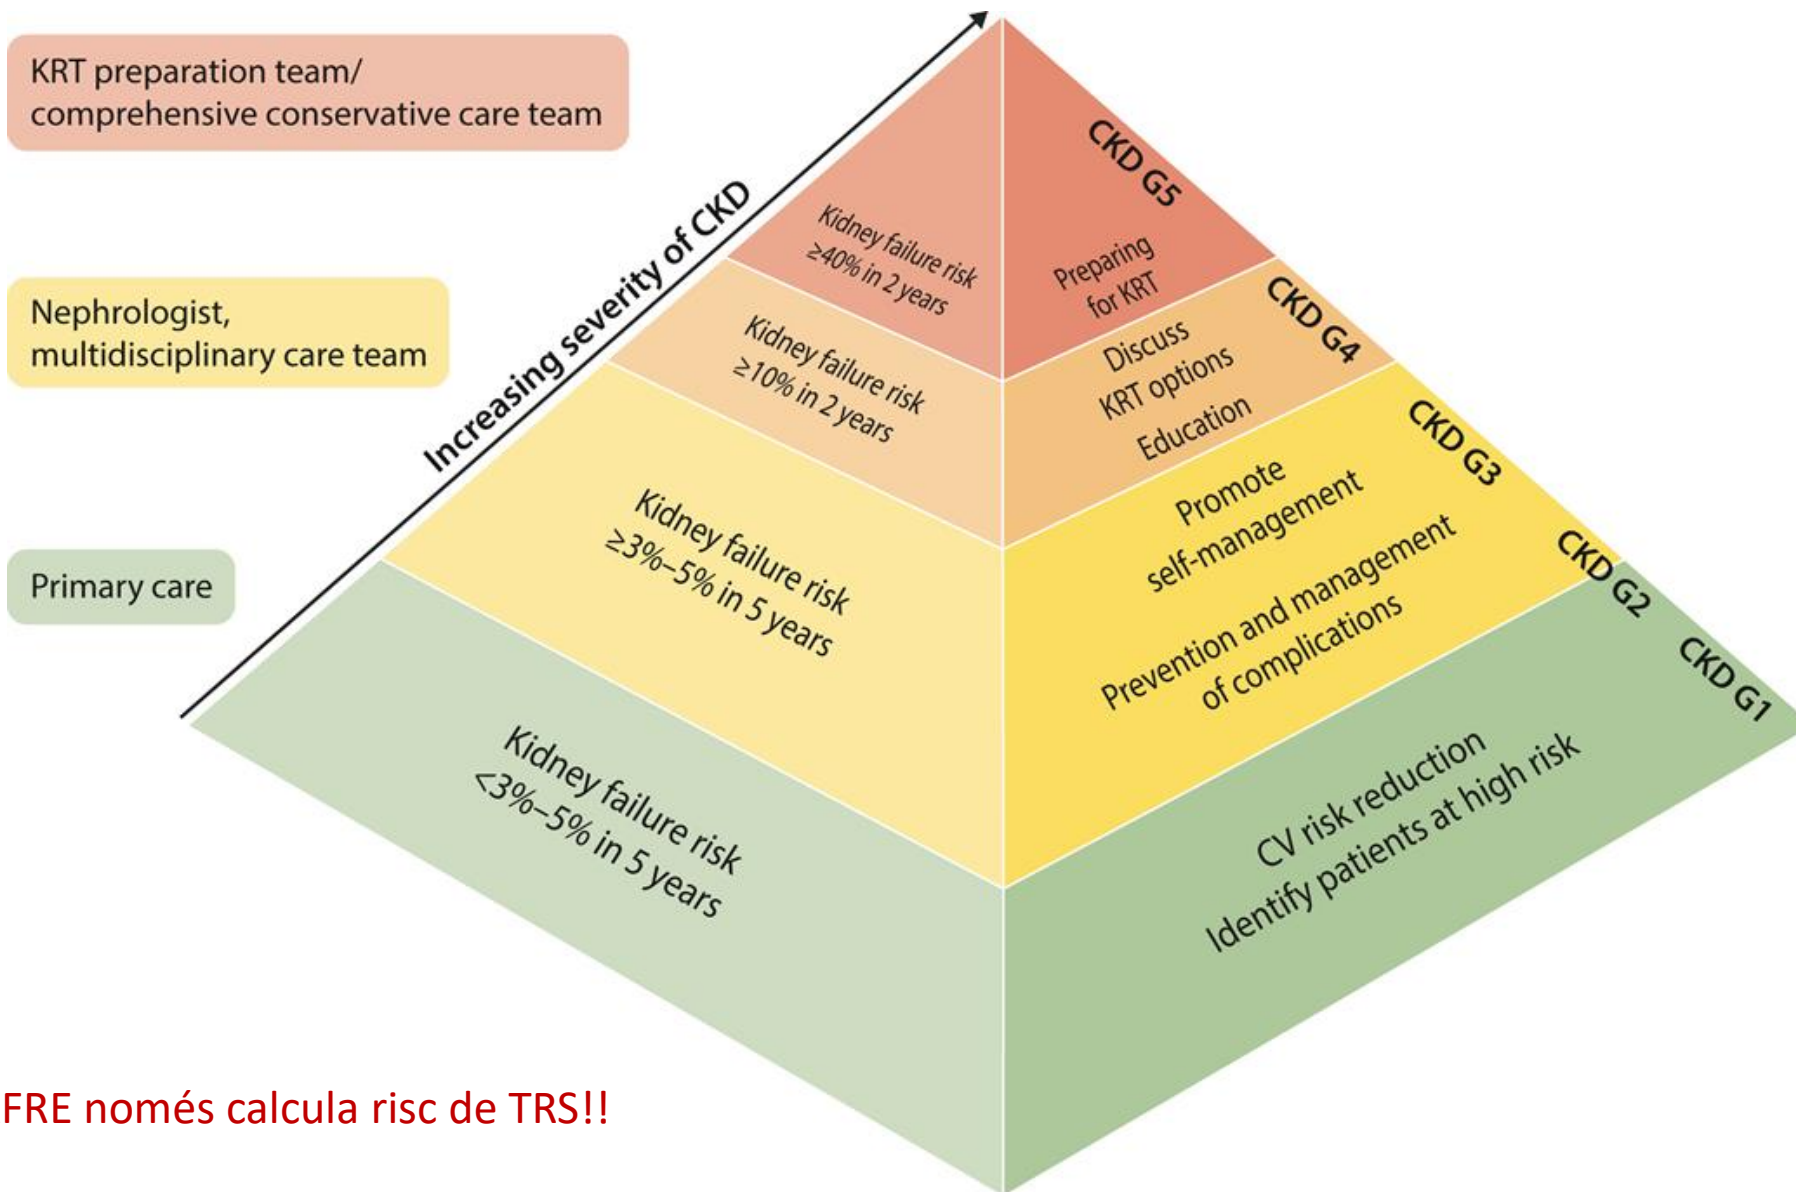 KRT preparation team/
comprehensive conservative care team
Nephrologist,
multidisciplinary care team
Primary care
Increasing severity of CKD
Kidney failure risk
≥40% in 2 years
Kidney failure risk
≥10% in 2 years
Kidney failure risk
≥3%–5% in 5 years
Kidney failure risk
<3%–5% in 5 years
CKD G5
Preparing
for KRT
CKD G4
Discuss
KRT options
Education
CKD G3
Promote
self-management
Prevention and management
of complications
CKD G2
CKD G1
CV risk reduction
Identify patients at high risk
FRE només calcula risc de TRS!!